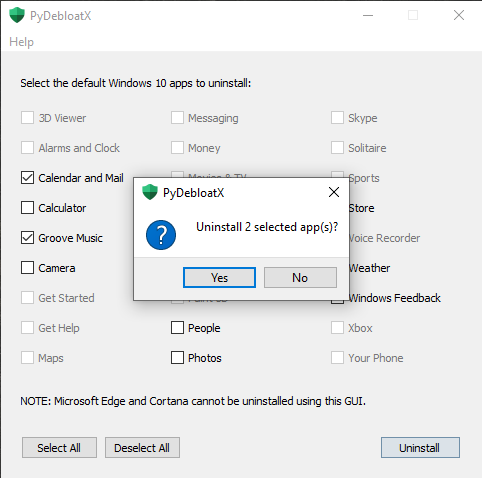 PyDebloatX
Help
Select the default Windows 10 apps to uninstall:
3D Viewer
Messaging
Skype
Alarms and Clock
Money
Solitaire
Calendar and Mail
Sports
Calculator
Store
Groove Music
Voice Recorder
Camera
Weather
Get Started
Windows Feedback
Get Help
People
Xbox
Maps
Photos
Your Phone
PyDebloatX
Uninstall 2 selected app(s)?
Yes
No
NOTE: Microsoft Edge and Cortana cannot be uninstalled using this GUI.
Select All
Deselect All
Uninstall